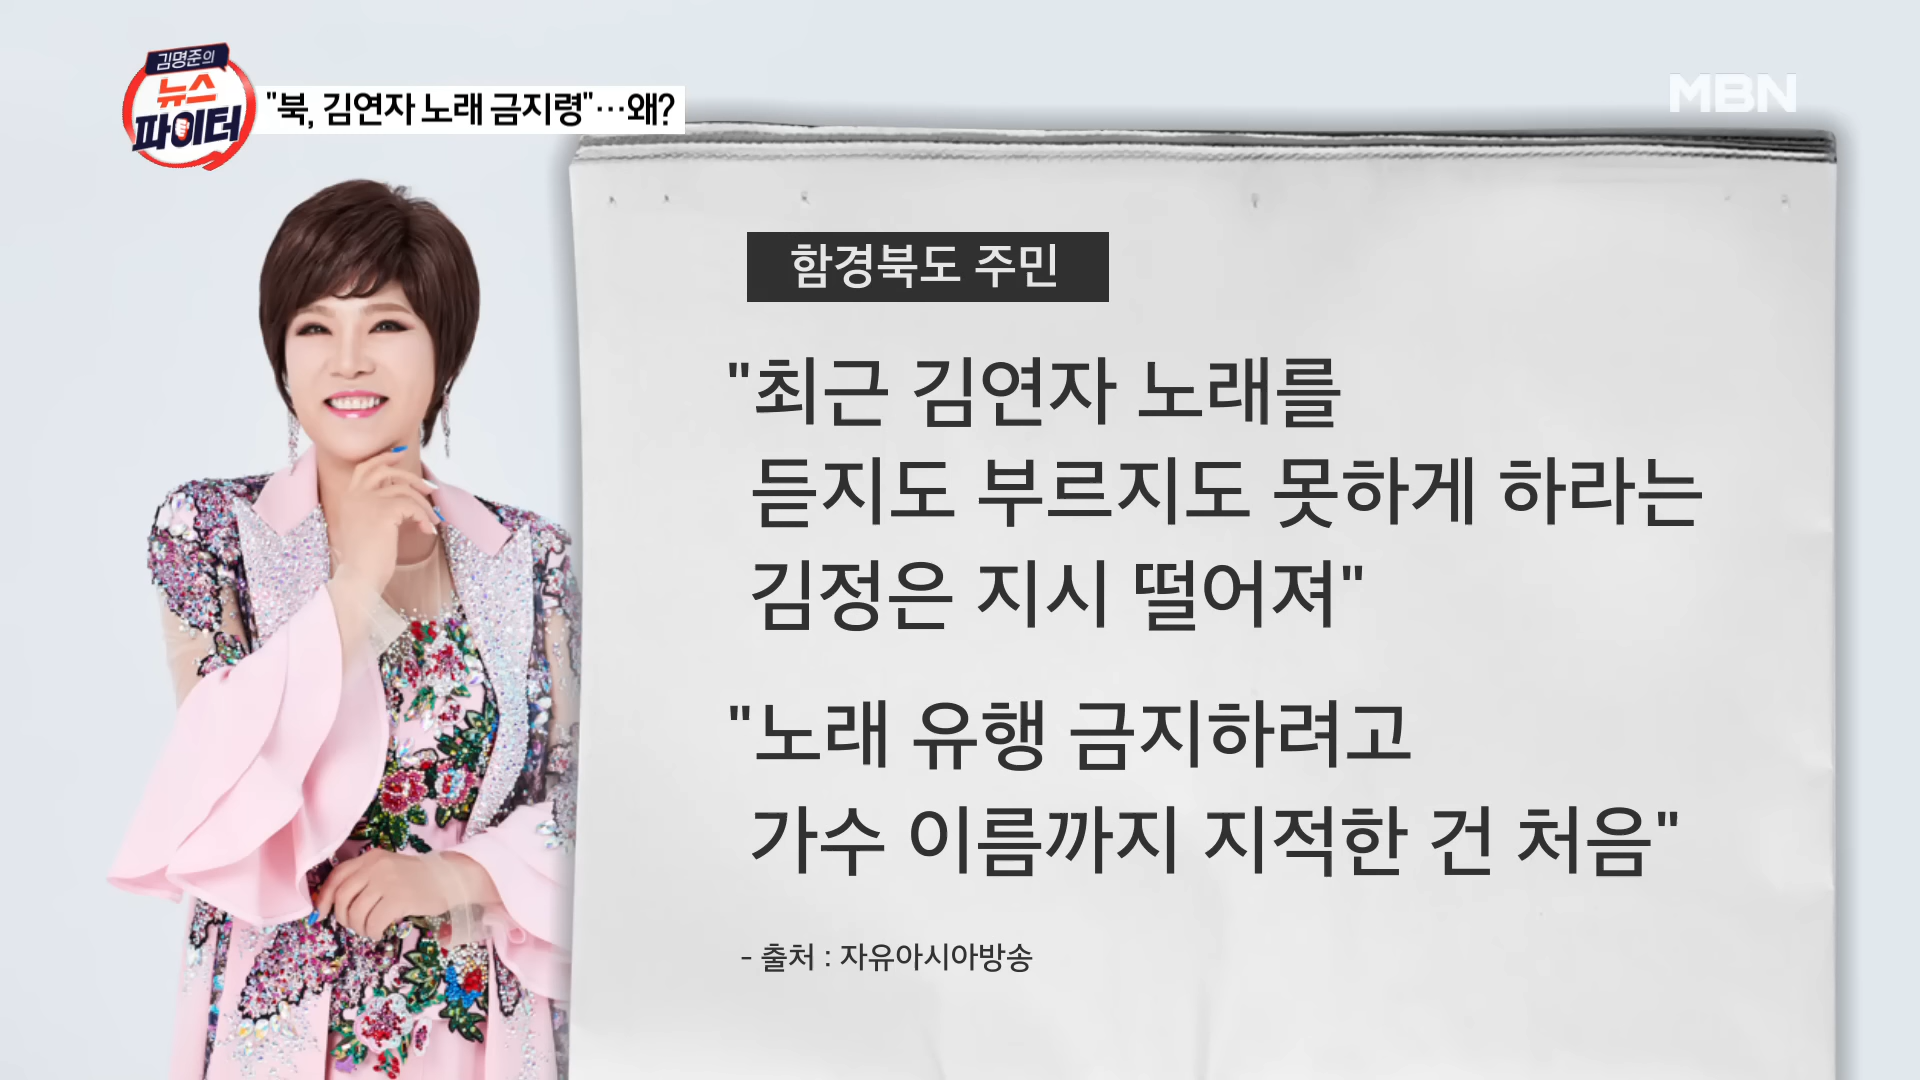 김명준의
뉴스
파이터
"북, 김연자 노래 금지령"…왜?
MBN
함경북도 주민
"최근 김연자 노래를
듣지도 부르지도 못하게 하라는
김정은 지시 떨어져"
"노래 유행 금지하려고
가수 이름까지 지적한 건 처음"
- 출처 : 자유아시아방송